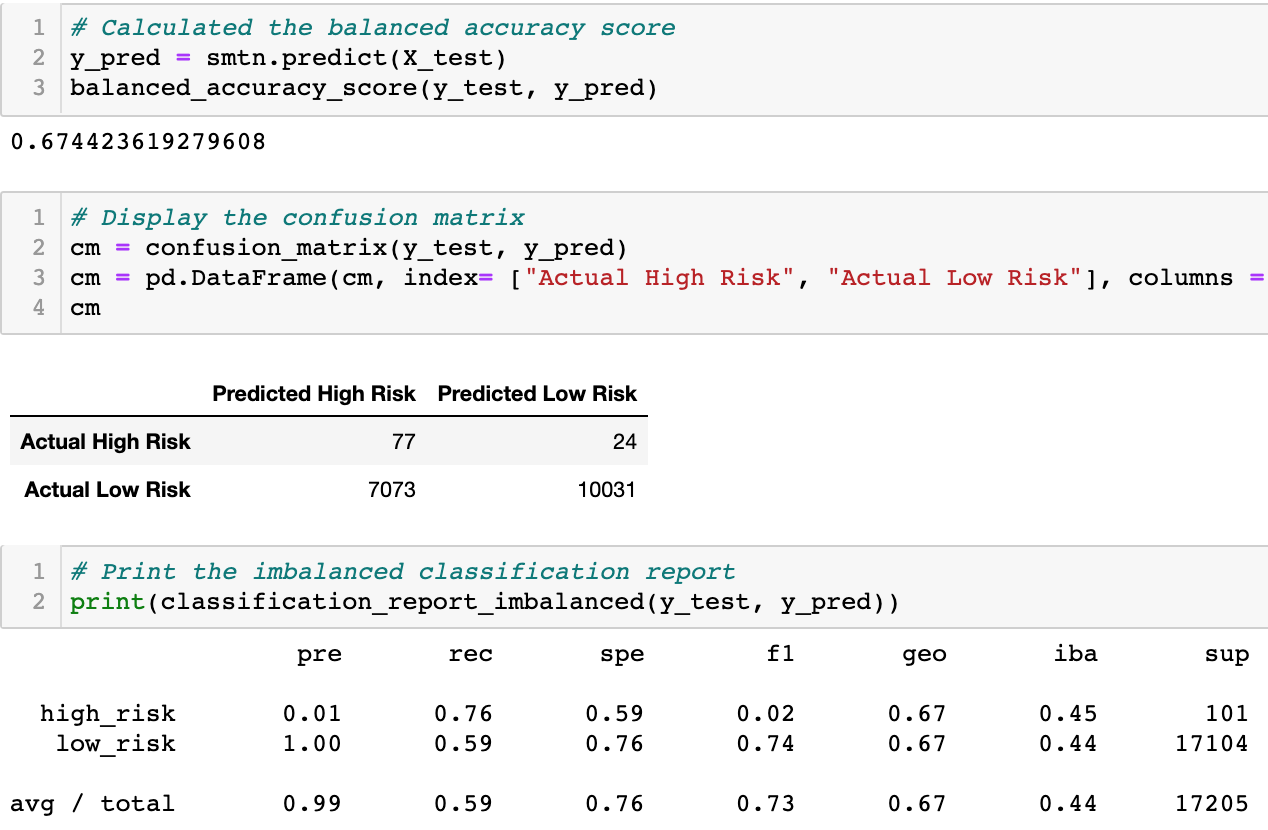 1 # Calculated the balanced accuracy score
2 y_pred = smtn.predict(X_test)
3 balanced_accuracy_score(y_test, y_pred)
0.674423619279608
1 # Display the confusion matrix
2 cm = confusion_matrix(y_test, y_pred)
3 cm = pd.DataFrame(cm, index= ["Actual High Risk", "Actual Low Risk"], columns =
4 cm
Predicted High Risk Predicted Low Risk
Actual High Risk 77 24
Actual Low Risk 7073 10031
1 # Print the imbalanced classification report
2 print(classification_report_imbalanced(y_test, y_pred))
pre rec spe f1 geo iba sup
high_risk 0.01 0.76 0.59 0.02 0.67 0.45 101
low_risk 1.00 0.59 0.76 0.74 0.67 0.44 17104
avg / total 0.99 0.59 0.76 0.73 0.67 0.44 17205